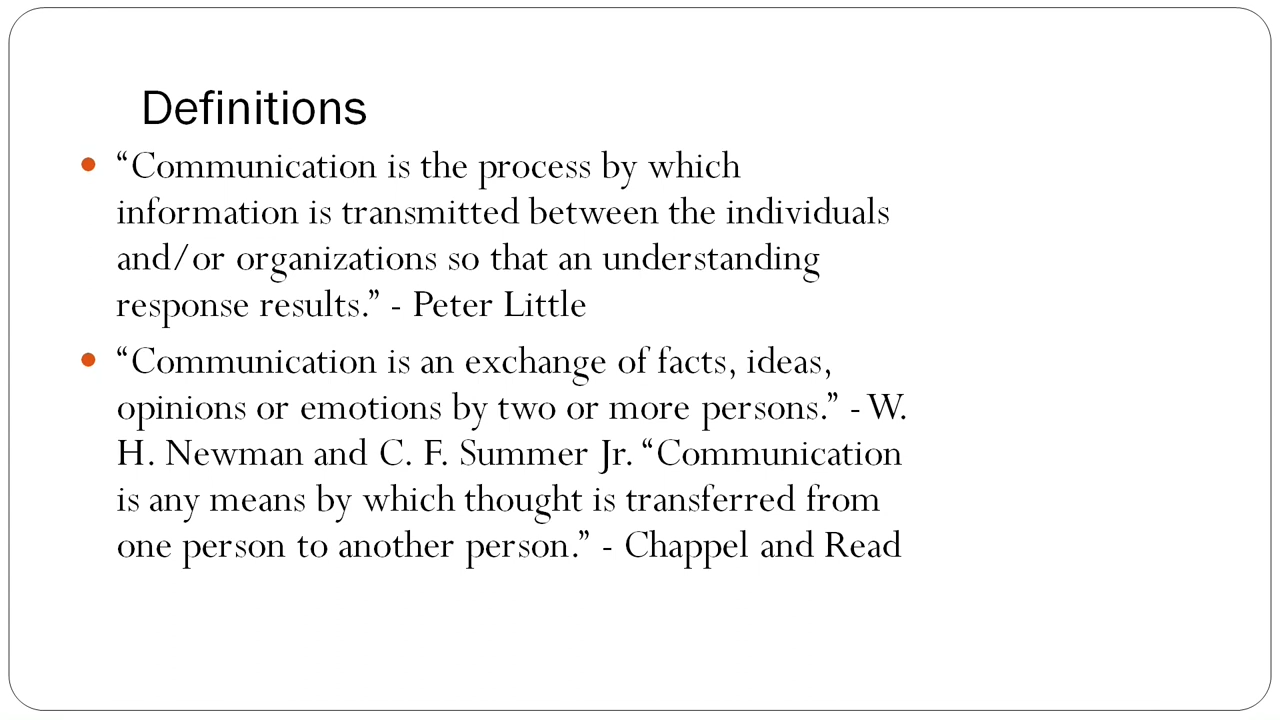 Definitions
“Communication is the process by which
information is transmitted between the individuals
and/or organizations so that an understanding
response results.” - Peter Little
“Communication is an exchange of facts, ideas,
opinions or emotions by two or more persons.” - W.
H. Newman and C. F. Summer Jr. “Communication
is any means by which thought is transferred from
one person to another person.” - Chappel and Read